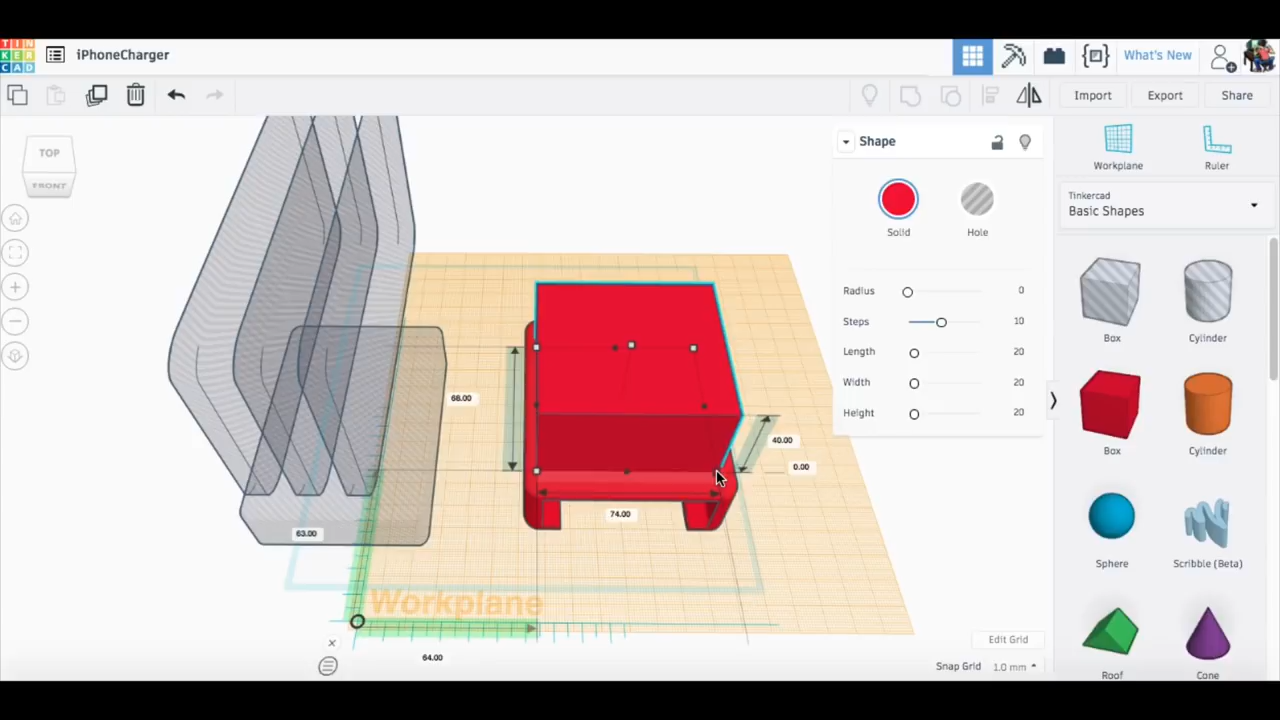 TIN
KER
CAD
iPhoneCharger
What's New
Import
Export
Share
TOP
FRONT
Shape
Solid
Hole
Radius 0
Steps 10
Length 20
Width 20
Height 20
Workplane
Ruler
Tinkercad
Basic Shapes
Box
Cylinder
Box
Cylinder
Sphere
Scribble (Beta)
Roof
Cone
68.00
40.00
0.00
74.00
63.00
Workplane
64.00
Edit Grid
Snap Grid 1.0 mm